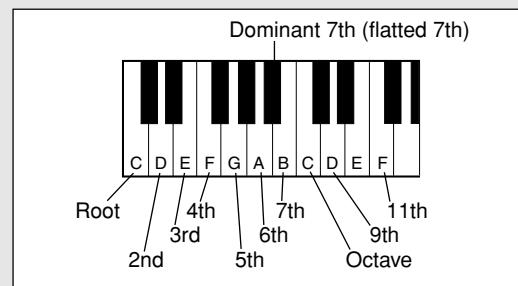 Dominant 7th (flatted 7th)
C D E F G A B C D E F
Root 4th 7th 11th
3rd 6th 9th
2nd 5th Octave